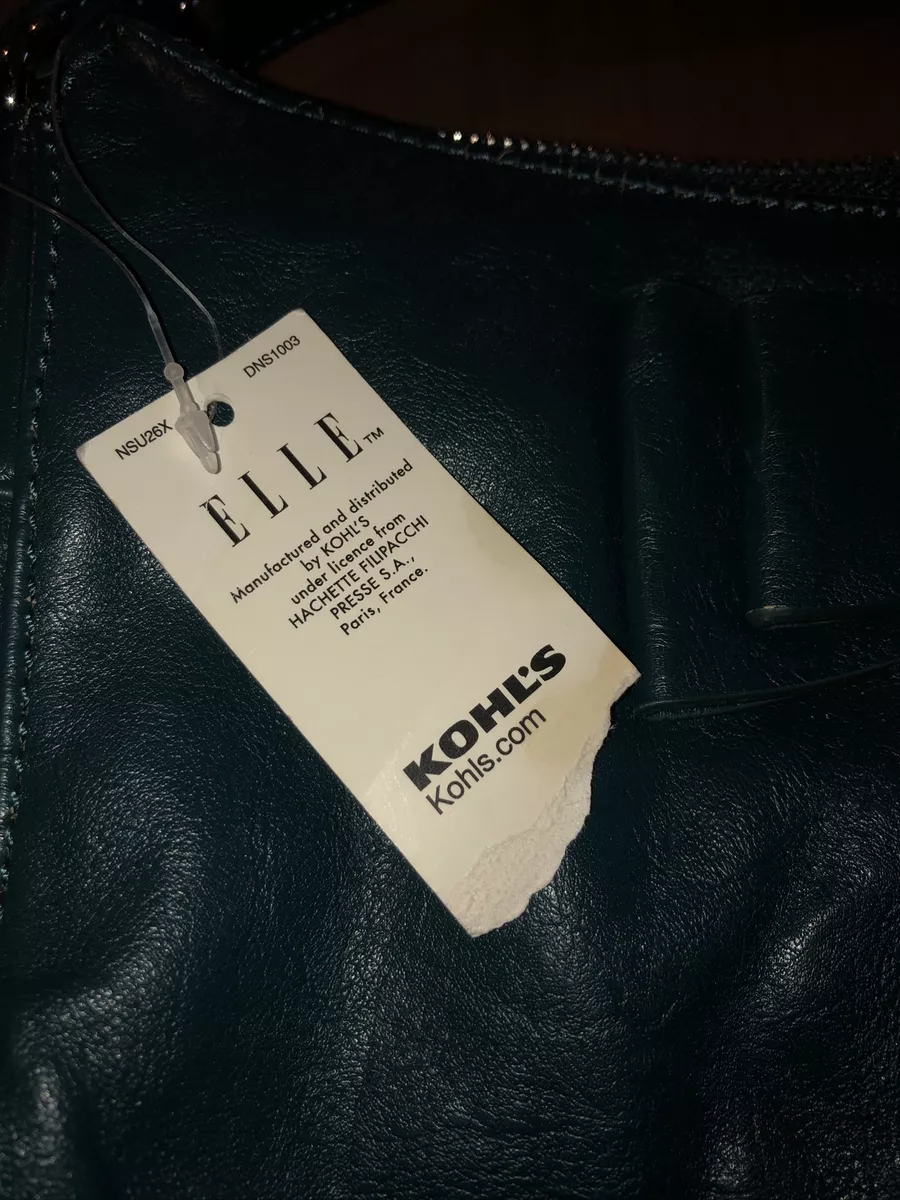 DNS1003
NSU26X
ELLE™
Manufactured and distributed
by KOHL'S
under licence from
HACHETTE FILIPACCHI
PRESSE S.A.,
Paris, France.
KOHL'S
Kohls.com